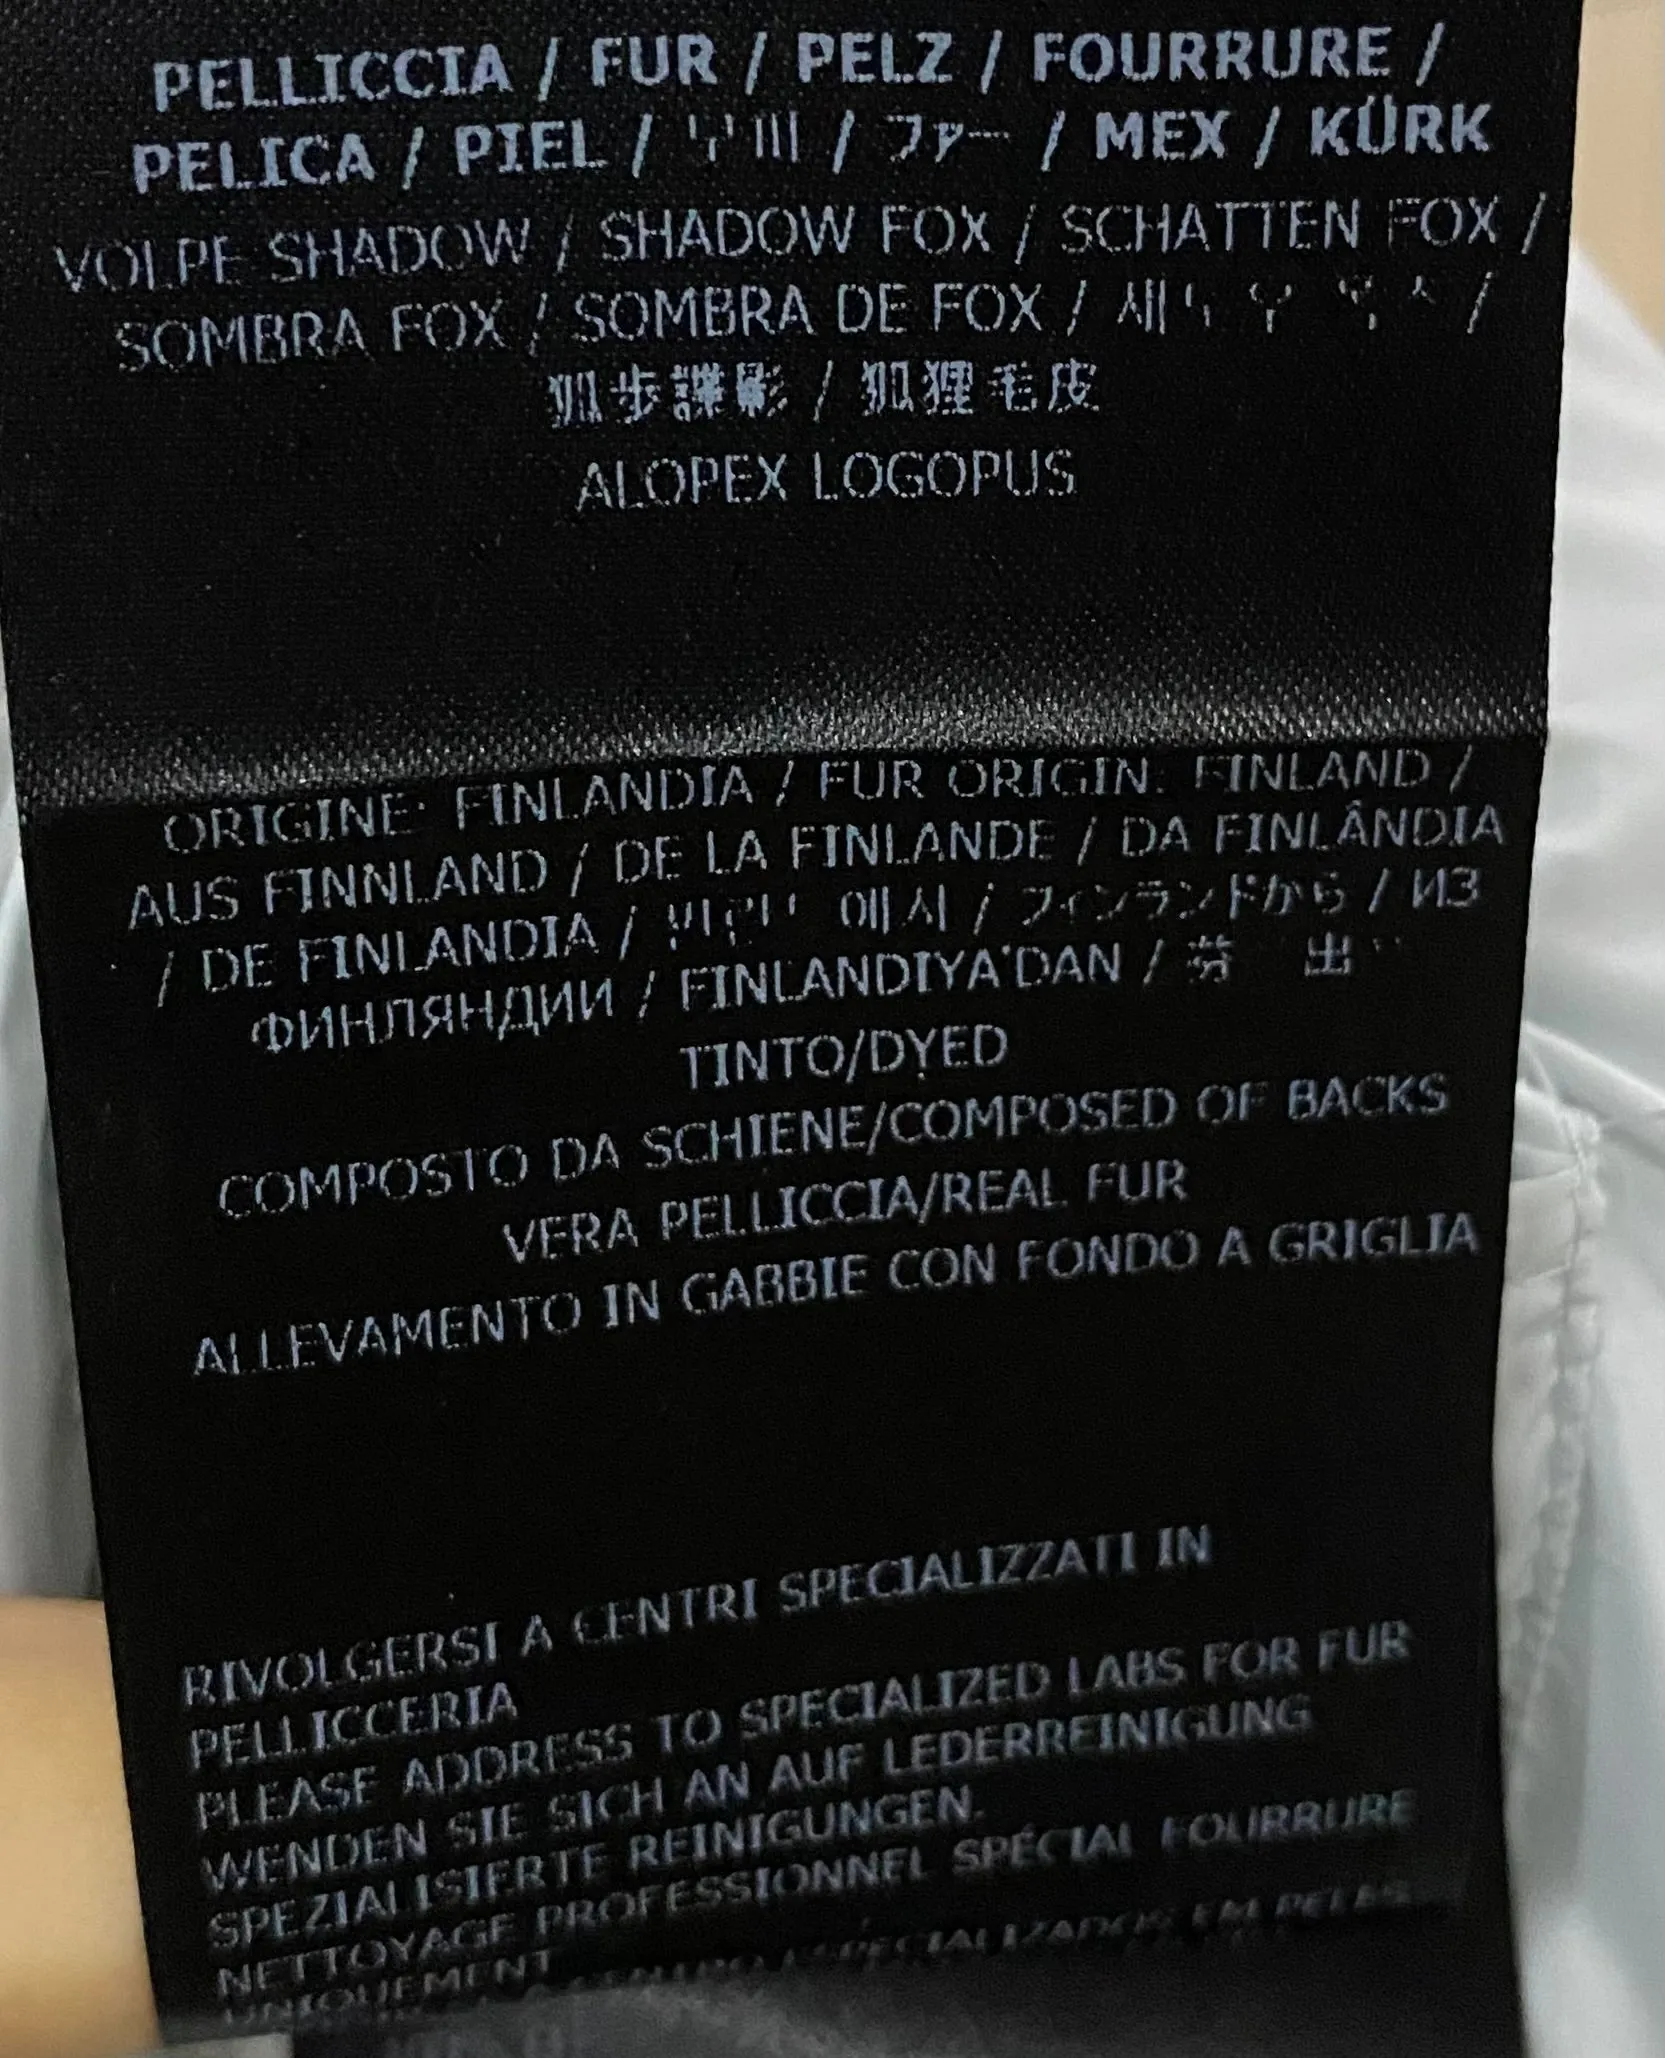 PELLICCIA / FUR / PELZ / FOURRURE /
PELICA / PIEL / / ファー / MEX / KÜRK
VOLPE SHADOW / SHADOW FOX / SCHATTEN FOX /
SOMBRA FOX / SOMBRA DE FOX / /
/ 狐狸毛皮
ALOPEX LOGOPUS
ORIGINE: FINLANDIA / FUR ORIGIN: FINLAND /
AUS FINNLAND / DE LA FINLANDE / DA FINLÂNDIA
/ DE FINLANDIA / / フィンランドから / ИЗ
ФИНЛЯНДИИ / FINLANDIYA'DAN /
TINTO/DYED
COMPOSTO DA SCHIENE/COMPOSED OF BACKS
VERA PELLICCIA/REAL FUR
ALLEVAMENTO IN GABBIE CON FONDO A GRIGLIA
RIVOLGERSI A CENTRI SPECIALIZZATI IN
PELLICCERIA
PLEASE ADDRESS TO SPECIALIZED LABS FOR FUR
WENDEN SIE SICH AN AUF LEDERREINIGUNG
SPEZIALISIERTE REINIGUNGEN.
NETTOYAGE PROFESSIONNEL SPÉCIAL FOURRURE
UNIQUEMENT
ESPECIALIZADOS EM PELES